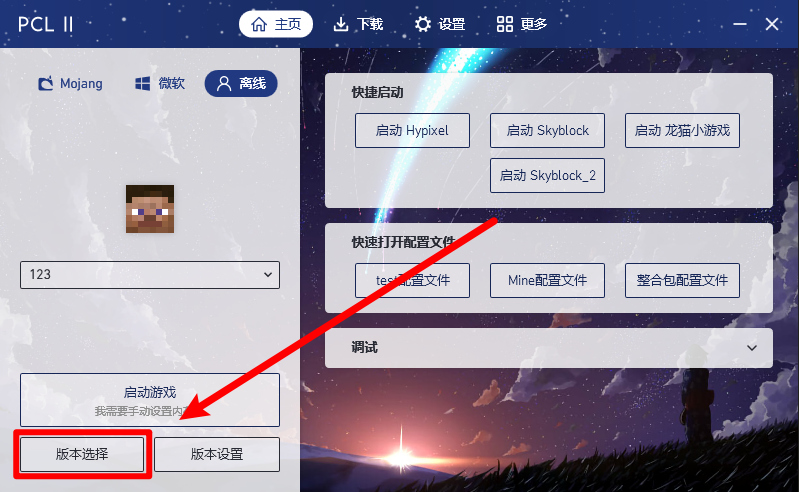 PCL II
主页
下载
设置
更多
Mojang
微软
离线
123
启动游戏
我需要手动设置内
版本选择
版本设置
快捷启动
启动 Hypixel
启动 Skyblock
启动 龙猫小游戏
启动 Skyblock_2
快速打开配置文件
test配置文件
Mine配置文件
整合包配置文件
调试